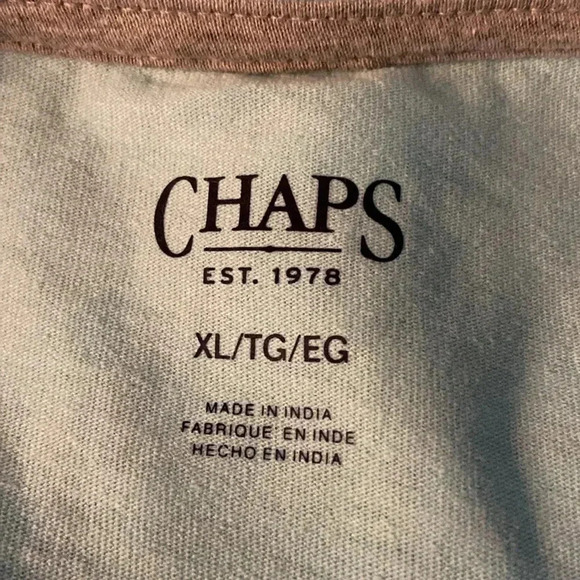 CHAPS
EST. 1978
XL/TG/EG
MADE IN INDIA
FABRIQUE EN INDE
HECHO EN INDIA